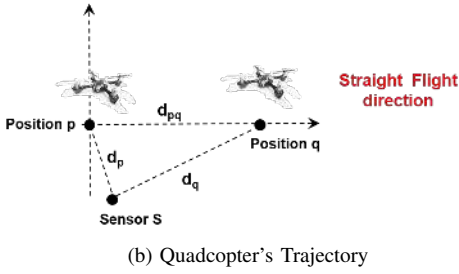 Straight Flight
direction
d_pq
Position p
Position q
d_p
d_q
Sensor S
(b) Quadcopter's Trajectory